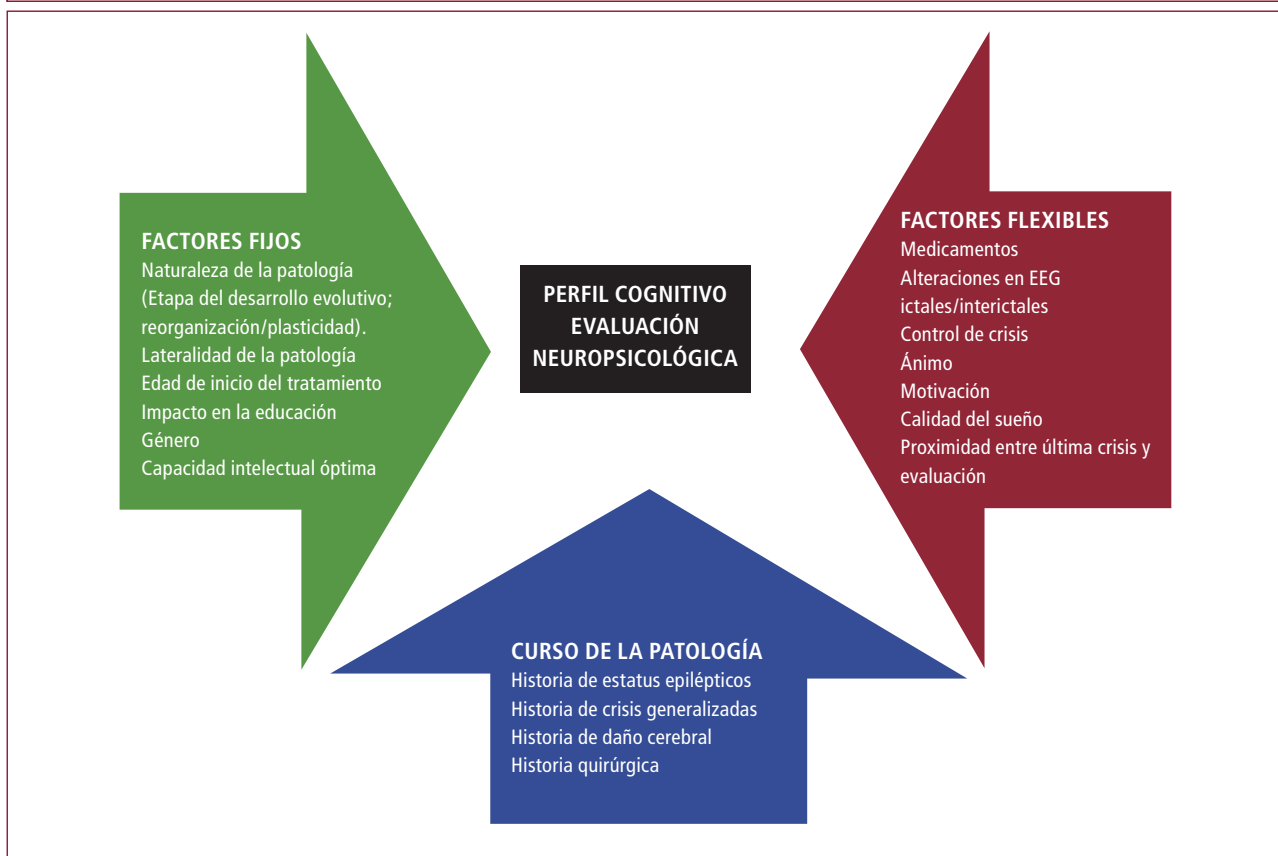 FACTORES FIJOS
Naturaleza de la patología
(Etapa del desarrollo evolutivo;
reorganización/plasticidad).
Lateralidad de la patología
Edad de inicio del tratamiento
Impacto en la educación
Género
Capacidad intelectual óptima
PERFIL COGNITIVO
EVALUACIÓN
NEUROPSICOLÓGICA
FACTORES FLEXIBLES
Medicamentos
Alteraciones en EEG
ictales/interictales
Control de crisis
Ánimo
Motivación
Calidad del sueño
Proximidad entre última crisis y
evaluación
CURSO DE LA PATOLOGÍA
Historia de estatus epilépticos
Historia de crisis generalizadas
Historia de daño cerebral
Historia quirúrgica